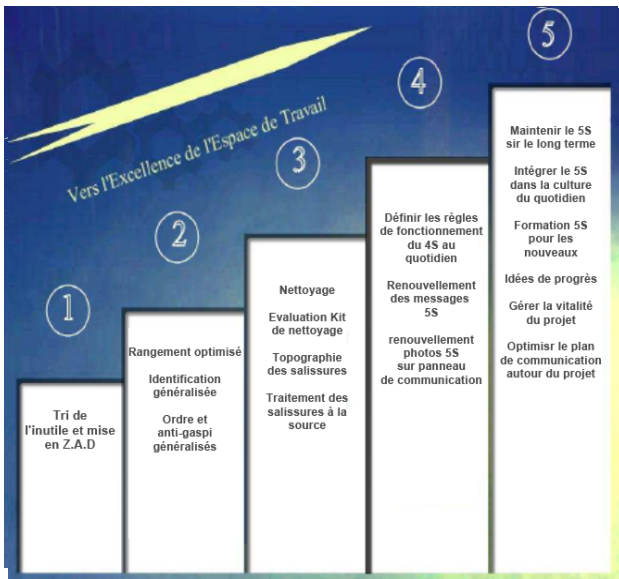 Vers l'Excellence de l'Espace de Travail
1
Tri de
l'inutile et mise
en Z.A.D
2
Rangement optimisé
Identification
généralisée
Ordre et
anti-gaspi
généralisés
3
Nettoyage
Evaluation Kit
de nettoyage
Topographie
des salissures
Traitement des
salissures à la
source
4
Définir les règles
de fonctionnement
du 4S au
quotidien
Renouvellement
des messages
5S
renouvellement
photos 5S
sur panneau
de communication
5
Maintenir le 5S
sir le long terme
Intégrer le 5S
dans la culture
du quotidien
Formation 5S
pour les
nouveaux
Idées de progrès
Gérer la vitalité
du projet
Optimisr le plan
de communication
autour du projet